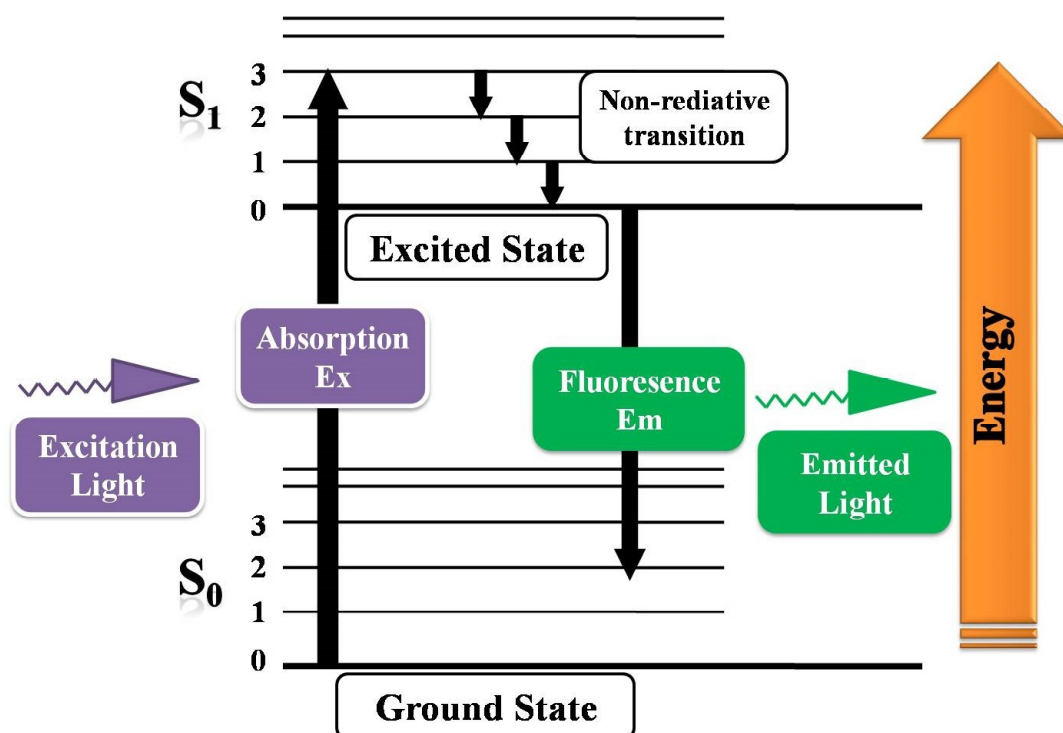 S1
3
2
1
0
Non-rediative
transition
Excited State
Absorption
Ex
Excitation
Light
Fluoresence
Em
Emitted
Light
Energy
S0
3
2
1
0
Ground State